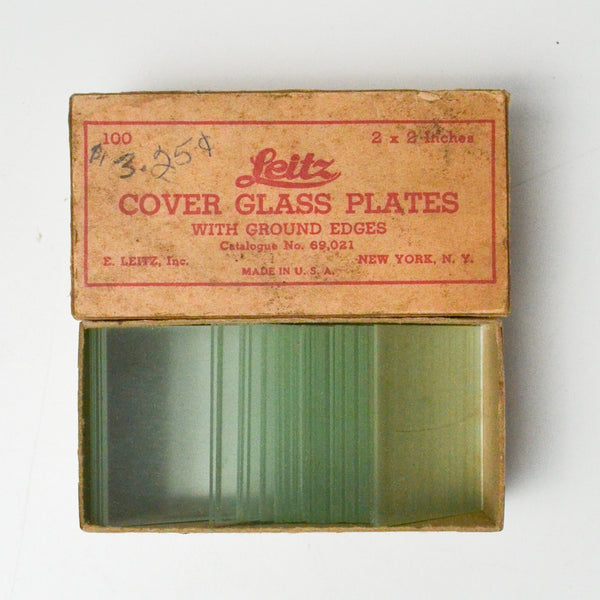 100 2 x 2 Inches
3.25¢
Leitz
COVER GLASS PLATES
WITH GROUND EDGES
Catalogue No. 69,021
E. LEITZ, Inc. NEW YORK, N. Y.
MADE IN U. S. A.